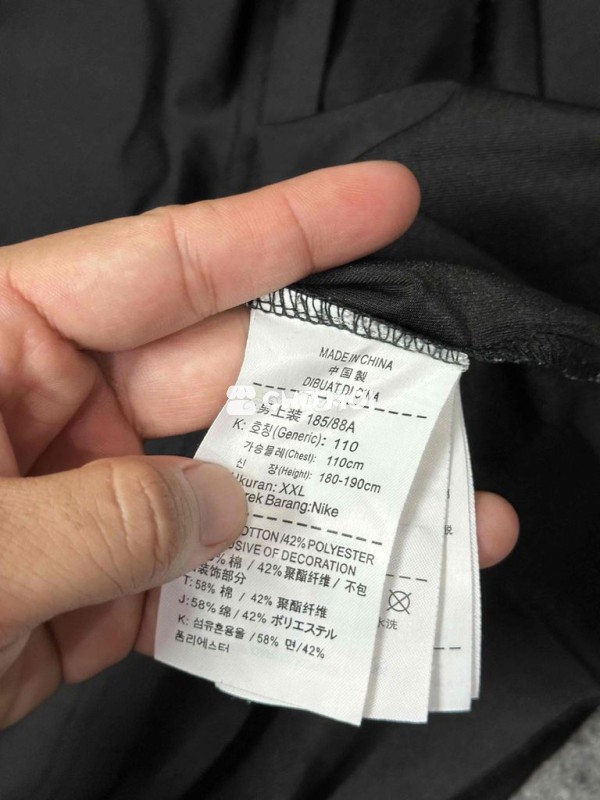 MADE IN CHINA
中国製
DIBUAT DI CINA
男上装 185/88A
K: 호칭(Generic): 110
가슴둘레(Chest): 110cm
신 장(Height): 180-190cm
Ukuran: XXL
Merek Barang:Nike
COTTON/42% POLYESTER
OF DECORATION
棉 / 42% 聚酯纤维 / 不包
装饰部分
T: 58% 棉 / 42% 聚酯纤维
J: 58% 綿 / 42% ポリエステル
K: 섬유혼용율 / 58% 면/42%
폴리에스터
水洗